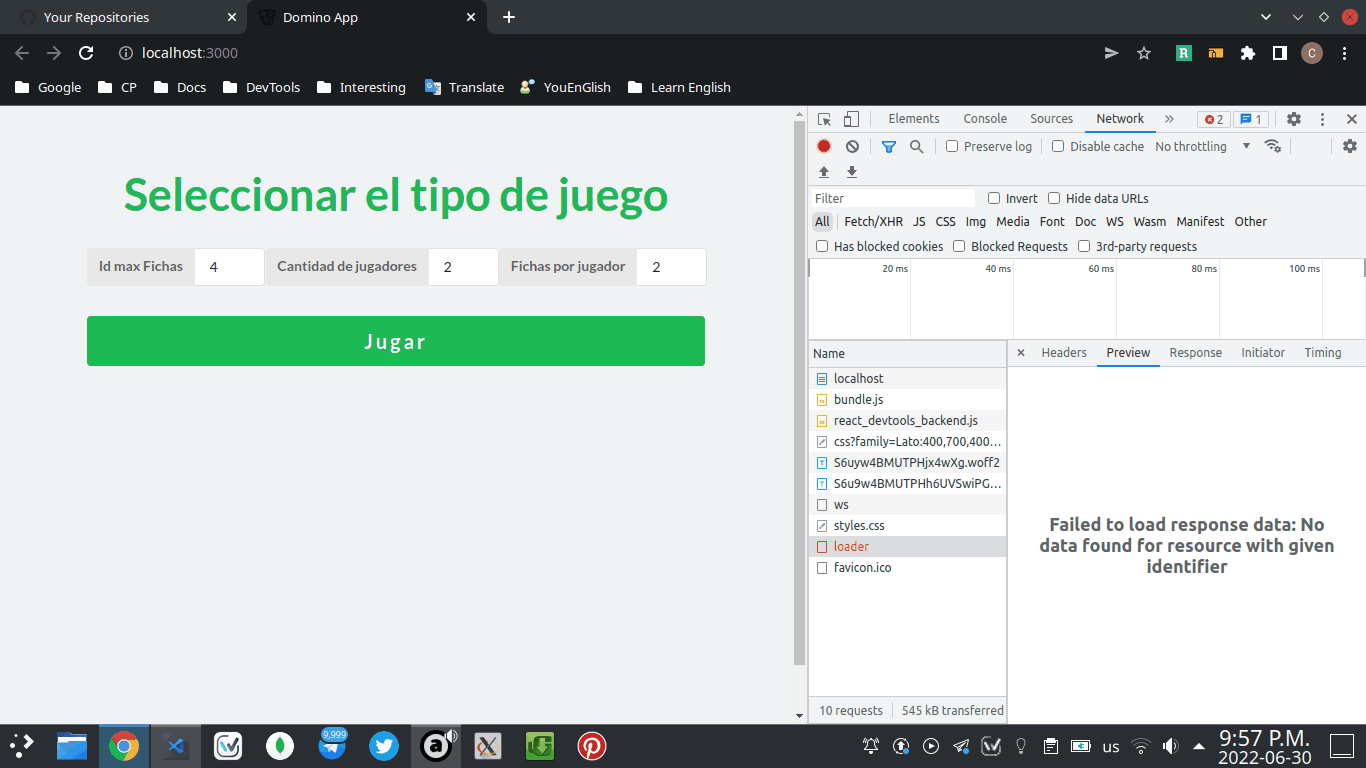 Your Repositories
Domino App
localhost:3000
Google
CP
Docs
DevTools
Interesting
Translate
YouEnGlish
Learn English
Seleccionar el tipo de juego
Id max Fichas 4 Cantidad de jugadores 2 Fichas por jugador 2
Jugar
Elements Console Sources Network 2 1
Preserve log Disable cache No throttling
Filter Invert Hide data URLs
All Fetch/XHR JS CSS Img Media Font Doc WS Wasm Manifest Other
Has blocked cookies Blocked Requests 3rd-party requests
20 ms 40 ms 60 ms 80 ms 100 ms
Name
localhost
bundle.js
react_devtools_backend.js
css?family=Lato:400,700,400…
S6uyw4BMUTPHjx4wXg.woff2
S6u9w4BMUTPHh6UVSwiPG…
ws
styles.css
loader
favicon.ico
10 requests 545 kB transferred
Headers Preview Response Initiator Timing
Failed to load response data: No
data found for resource with given
identifier
9,999
us
9:57 P.M.
2022-06-30